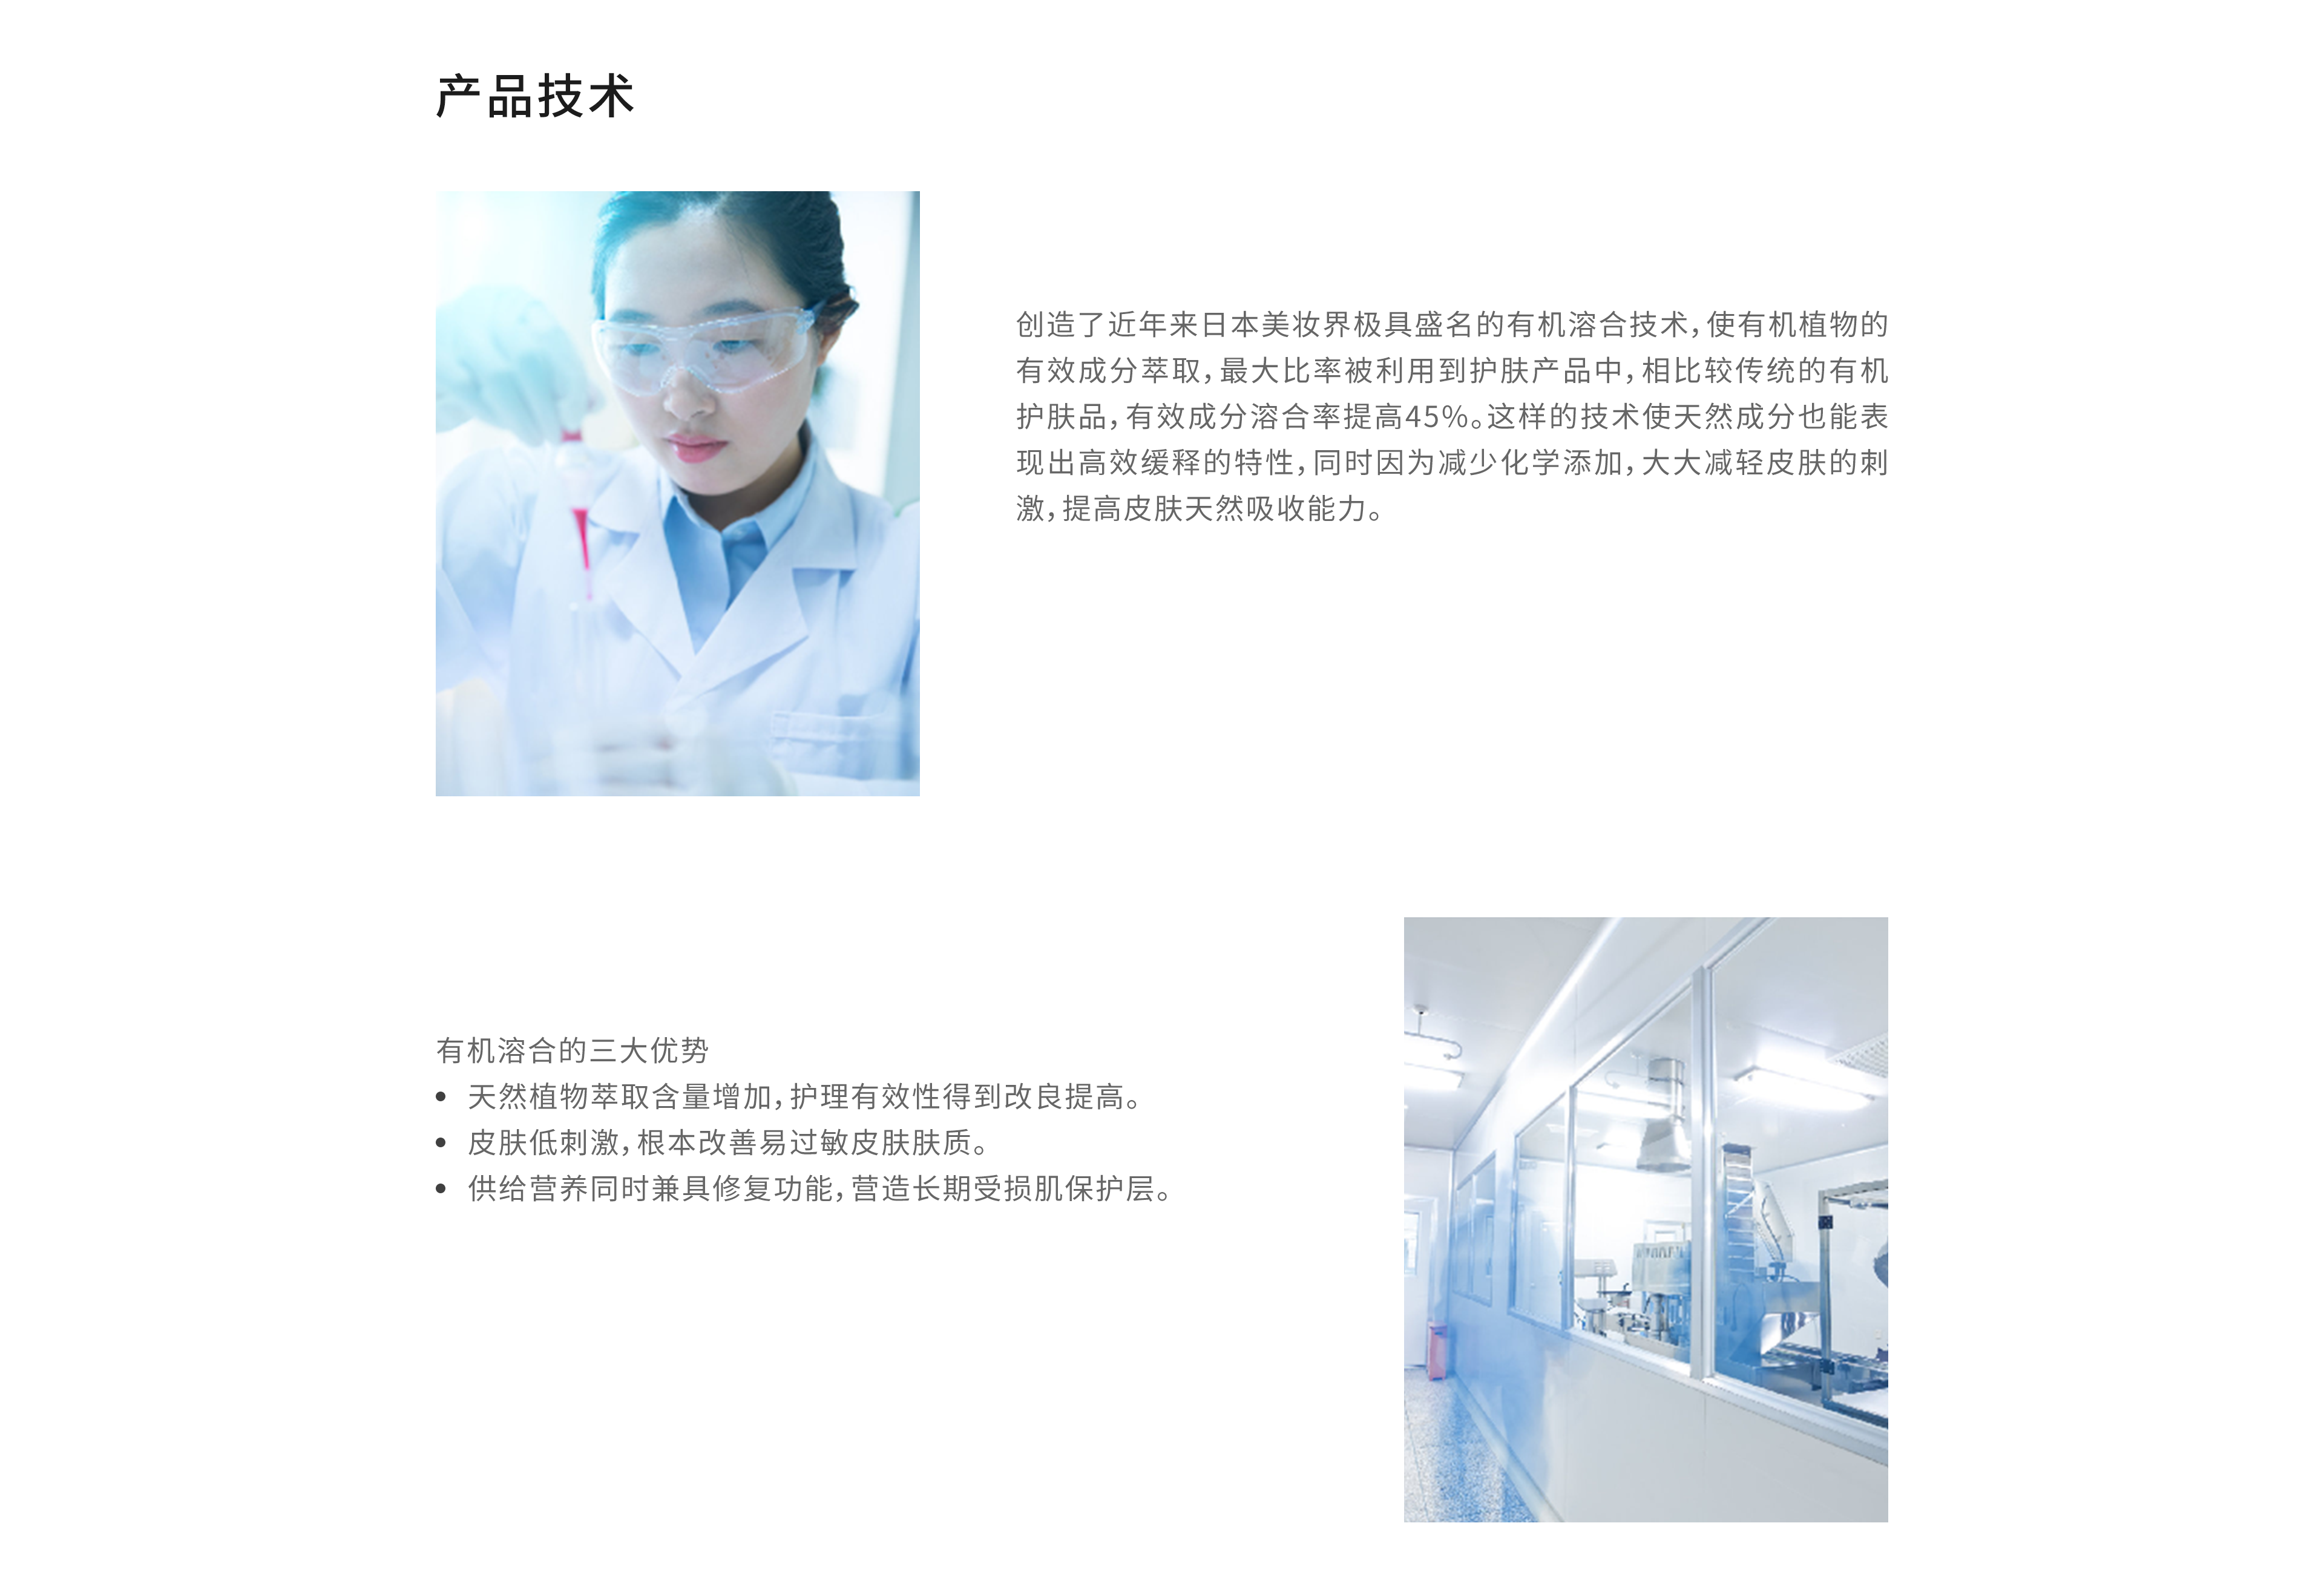 产品技术
创造了近年来日本美妆界极具盛名的有机溶合技术，使有机植物的
有效成分萃取，最大比率被利用到护肤产品中，相比较传统的有机
护肤品，有效成分溶合率提高45%。这样的技术使天然成分也能表
现出高效缓释的特性，同时因为减少化学添加，大大减轻皮肤的刺
激，提高皮肤天然吸收能力。
有机溶合的三大优势
• 天然植物萃取含量增加，护理有效性得到改良提高。
• 皮肤低刺激，根本改善易过敏皮肤肤质。
• 供给营养同时兼具修复功能，营造长期受损肌保护层。